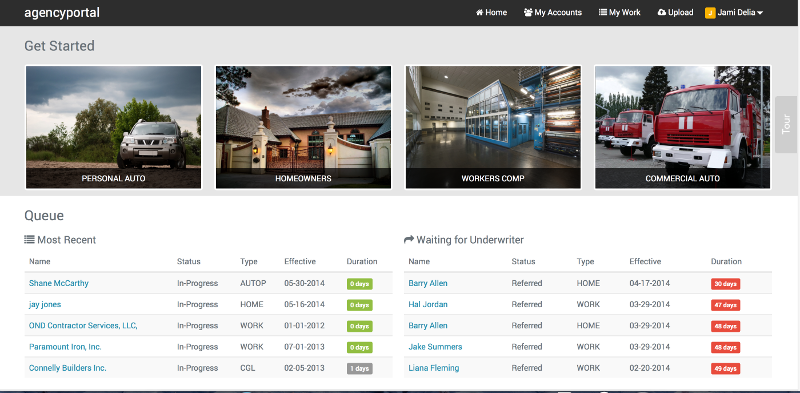 agencyportal Home My Accounts My Work Upload J Jami Delia
Get Started
PERSONAL AUTO HOMEOWNERS WORKERS COMP COMMERCIAL AUTO
Tour
Queue
Most Recent
Name Status Type Effective Duration
Shane McCarthy In-Progress AUTOP 05-30-2014 0 days
jay jones In-Progress HOME 05-16-2014 0 days
OND Contractor Services, LLC, In-Progress WORK 01-01-2012 0 days
Paramount Iron, Inc. In-Progress WORK 07-01-2013 0 days
Connelly Builders Inc. In-Progress CGL 02-05-2013 1 days
Waiting for Underwriter
Name Status Type Effective Duration
Barry Allen Referred HOME 04-17-2014 30 days
Hal Jordan Referred WORK 03-29-2014 47 days
Barry Allen Referred HOME 03-29-2014 48 days
Jake Summers Referred WORK 03-29-2014 48 days
Liana Fleming Referred WORK 02-20-2014 49 days